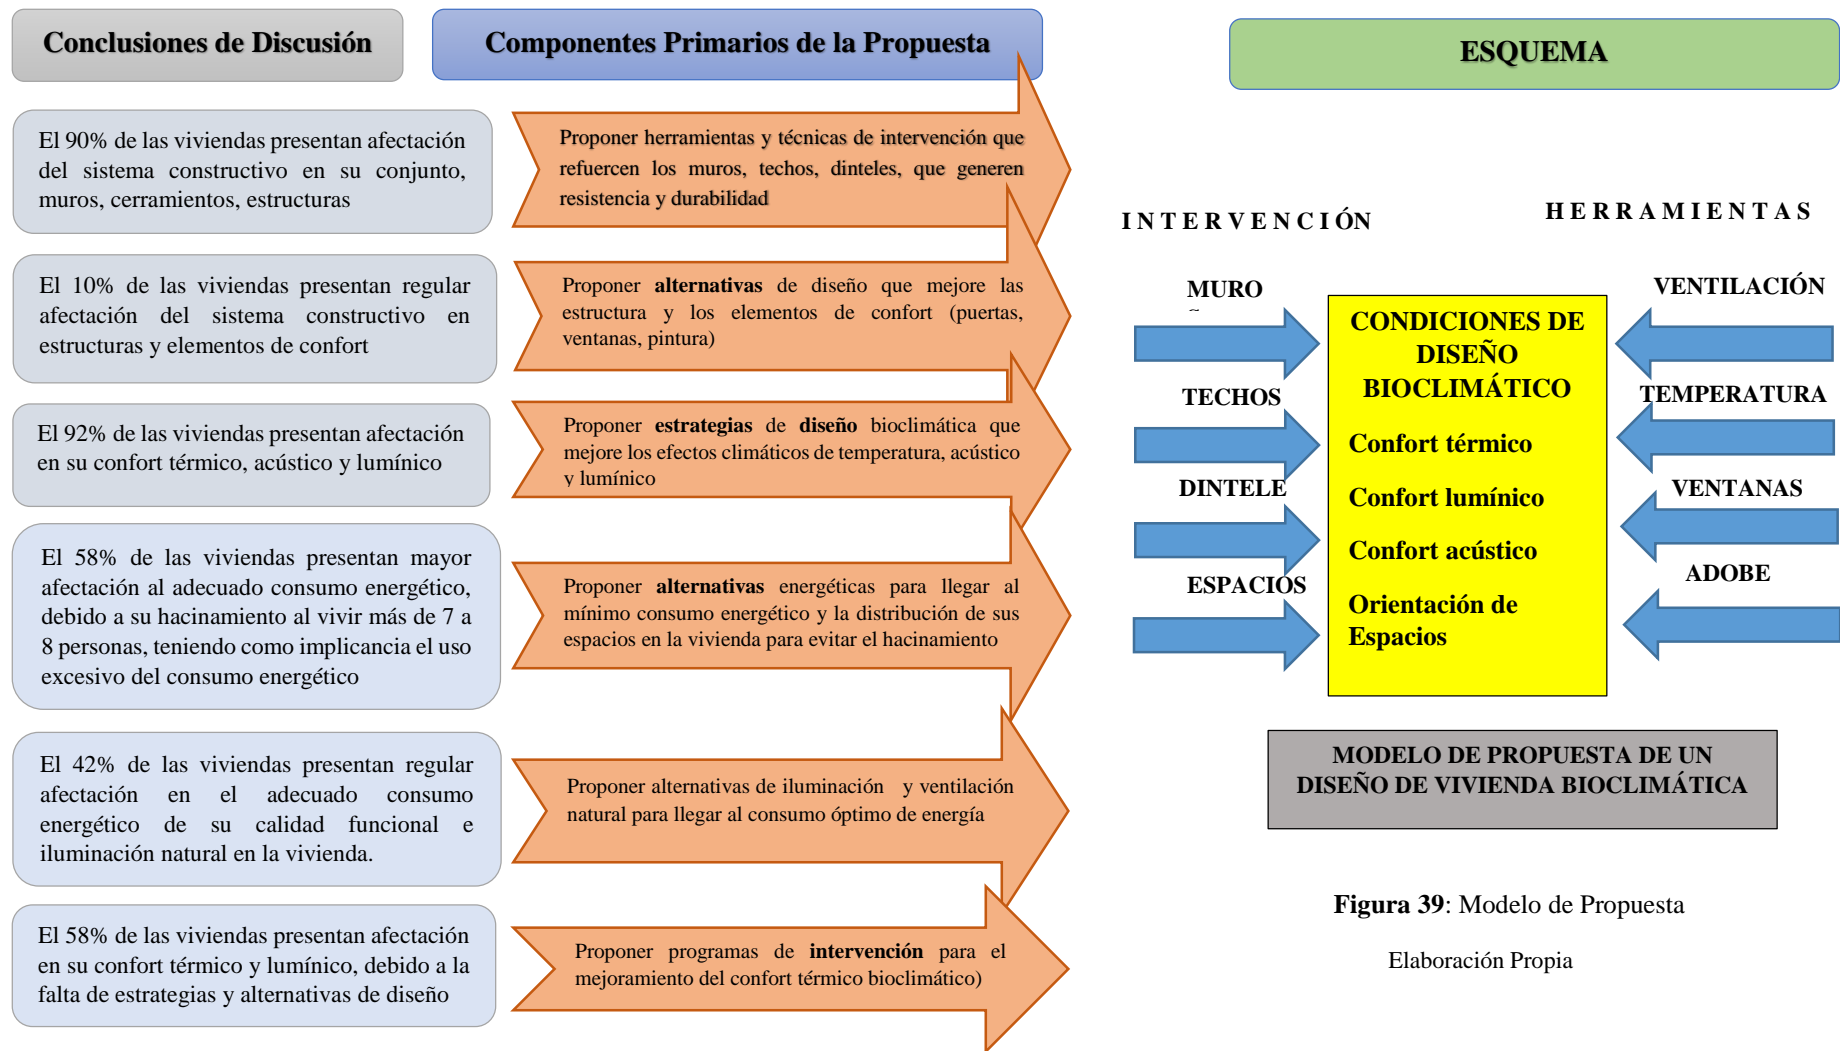 Conclusiones de Discusión
Componentes Primarios de la Propuesta
ESQUEMA
El 90% de las viviendas presentan afectación
del sistema constructivo en su conjunto,
muros, cerramientos, estructuras
Proponer herramientas y técnicas de intervención que
refuercen los muros, techos, dinteles, que generen
resistencia y durabilidad
El 10% de las viviendas presentan regular
afectación del sistema constructivo en
estructuras y elementos de confort
Proponer alternativas de diseño que mejore las
estructura y los elementos de confort (puertas,
ventanas, pintura)
El 92% de las viviendas presentan afectación
en su confort térmico, acústico y lumínico
Proponer estrategias de diseño bioclimática que
mejore los efectos climáticos de temperatura, acústico
y lumínico
El 58% de las viviendas presentan mayor
afectación al adecuado consumo energético,
debido a su hacinamiento al vivir más de 7 a
8 personas, teniendo como implicancia el uso
excesivo del consumo energético
Proponer alternativas energéticas para llegar al
mínimo consumo energético y la distribución de sus
espacios en la vivienda para evitar el hacinamiento
El 42% de las viviendas presentan regular
afectación en el adecuado consumo
energético de su calidad funcional e
iluminación natural en la vivienda.
Proponer alternativas de iluminación y ventilación
natural para llegar al consumo óptimo de energía
El 58% de las viviendas presentan afectación
en su confort térmico y lumínico, debido a la
falta de estrategias y alternativas de diseño
Proponer programas de intervención para el
mejoramiento del confort térmico bioclimático)
INTERVENCIÓN
HERRAMIENTAS
MURO
TECHOS
DINTELE
ESPACIOS
CONDICIONES DE
DISEÑO
BIOCLIMÁTICO
Confort térmico
Confort lumínico
Confort acústico
Orientación de
Espacios
VENTILACIÓN
TEMPERATURA
VENTANAS
ADOBE
MODELO DE PROPUESTA DE UN
DISEÑO DE VIVIENDA BIOCLIMÁTICA
Figura 39: Modelo de Propuesta
Elaboración Propia